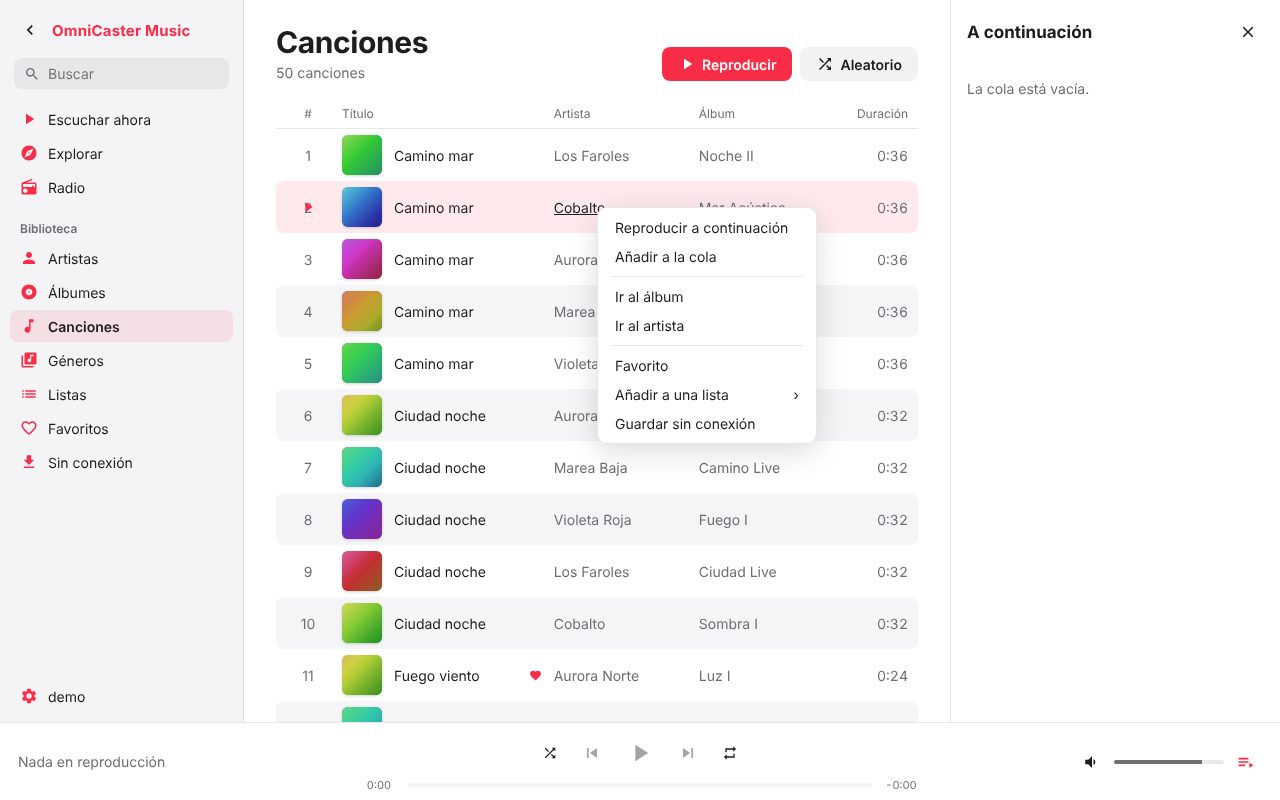 OmniCaster Music
Buscar
Escuchar ahora
Explorar
Radio
Biblioteca
Artistas
Álbumes
Canciones
Géneros
Listas
Favoritos
Sin conexión
demo
Canciones
50 canciones
Reproducir
Aleatorio
# Título Artista Álbum Duración
1 Camino mar Los Faroles Noche II 0:36
2 Camino mar Cobalto Mar Acústico 0:36
3 Camino mar Aurora 0:36
4 Camino mar Marea 0:36
5 Camino mar Violeta 0:36
6 Ciudad noche Aurora 0:32
7 Ciudad noche Marea Baja Camino Live 0:32
8 Ciudad noche Violeta Roja Fuego I 0:32
9 Ciudad noche Los Faroles Ciudad Live 0:32
10 Ciudad noche Cobalto Sombra I 0:32
11 Fuego viento Aurora Norte Luz I 0:24
Reproducir a continuación
Añadir a la cola
Ir al álbum
Ir al artista
Favorito
Añadir a una lista
Guardar sin conexión
A continuación
La cola está vacía.
Nada en reproducción
0:00
-0:00